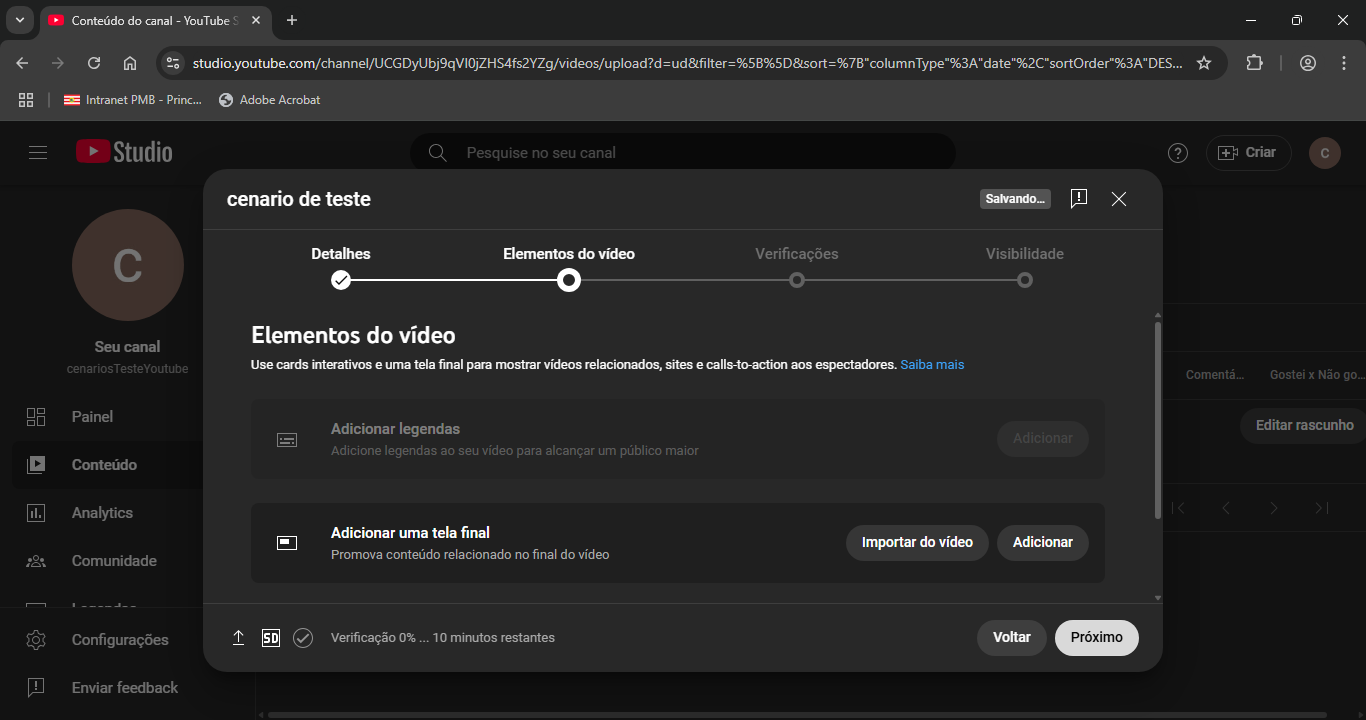 Conteúdo do canal - YouTube S
studio.youtube.com/channel/UCGDyUbj9qVI0jZHS4fs2YZg/videos/upload?d=ud&filter=%5B%5D&sort=%7B"columnType"%3A"date"%2C"sortOrder"%3A"DES...
Intranet PMB - Princ...
Adobe Acrobat
Studio
Pesquise no seu canal
Criar
C
cenario de teste
Salvando...
Detalhes
Elementos do vídeo
Verificações
Visibilidade
C
Seu canal
cenariosTesteYoutube
Painel
Conteúdo
Analytics
Comunidade
Configurações
Enviar feedback
Elementos do vídeo
Use cards interativos e uma tela final para mostrar vídeos relacionados, sites e calls-to-action aos espectadores. Saiba mais
Adicionar legendas
Adicione legendas ao seu vídeo para alcançar um público maior
Adicionar
Adicionar uma tela final
Promova conteúdo relacionado no final do vídeo
Importar do vídeo
Adicionar
Comentá...
Gostei x Não go...
Editar rascunho
SD
Verificação 0% ... 10 minutos restantes
Voltar
Próximo